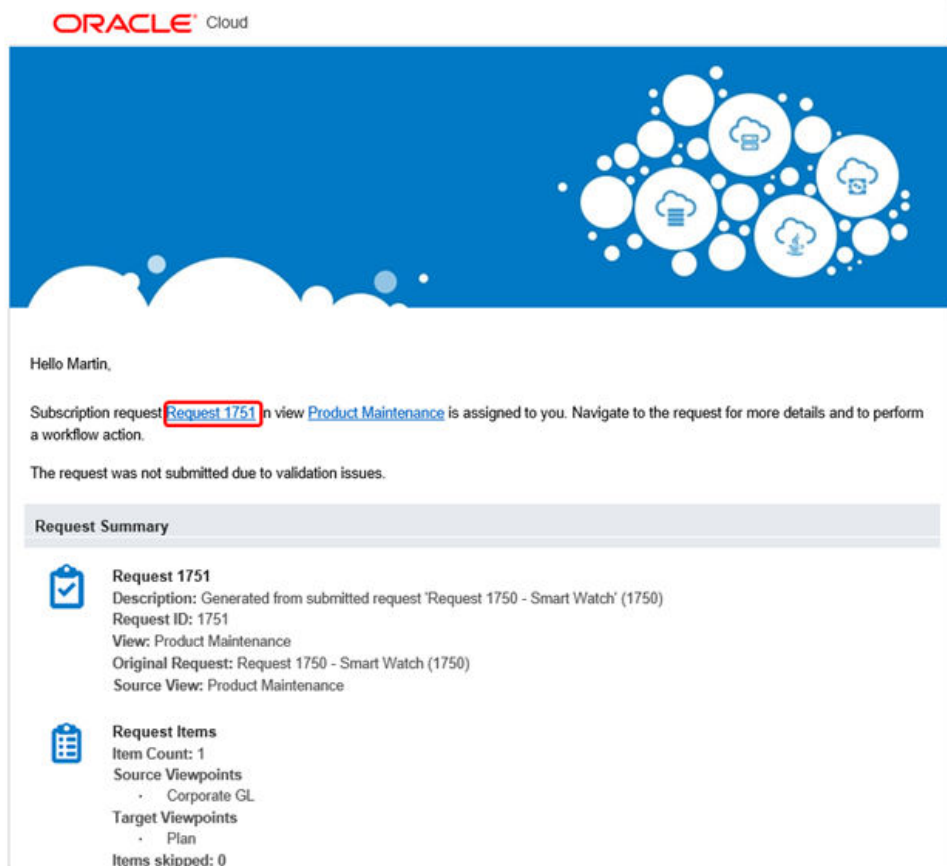 ORACLE Cloud
Hello Martin,
Subscription request Request 1751 in view Product Maintenance is assigned to you. Navigate to the request for more details and to perform
a workflow action.
The request was not submitted due to validation issues.
Request Summary
Request 1751
Description: Generated from submitted request 'Request 1750 - Smart Watch' (1750)
Request ID: 1751
View: Product Maintenance
Original Request: Request 1750 - Smart Watch (1750)
Source View: Product Maintenance
Request Items
Item Count: 1
Source Viewpoints
· Corporate GL
Target Viewpoints
· Plan
Items skipped: 0